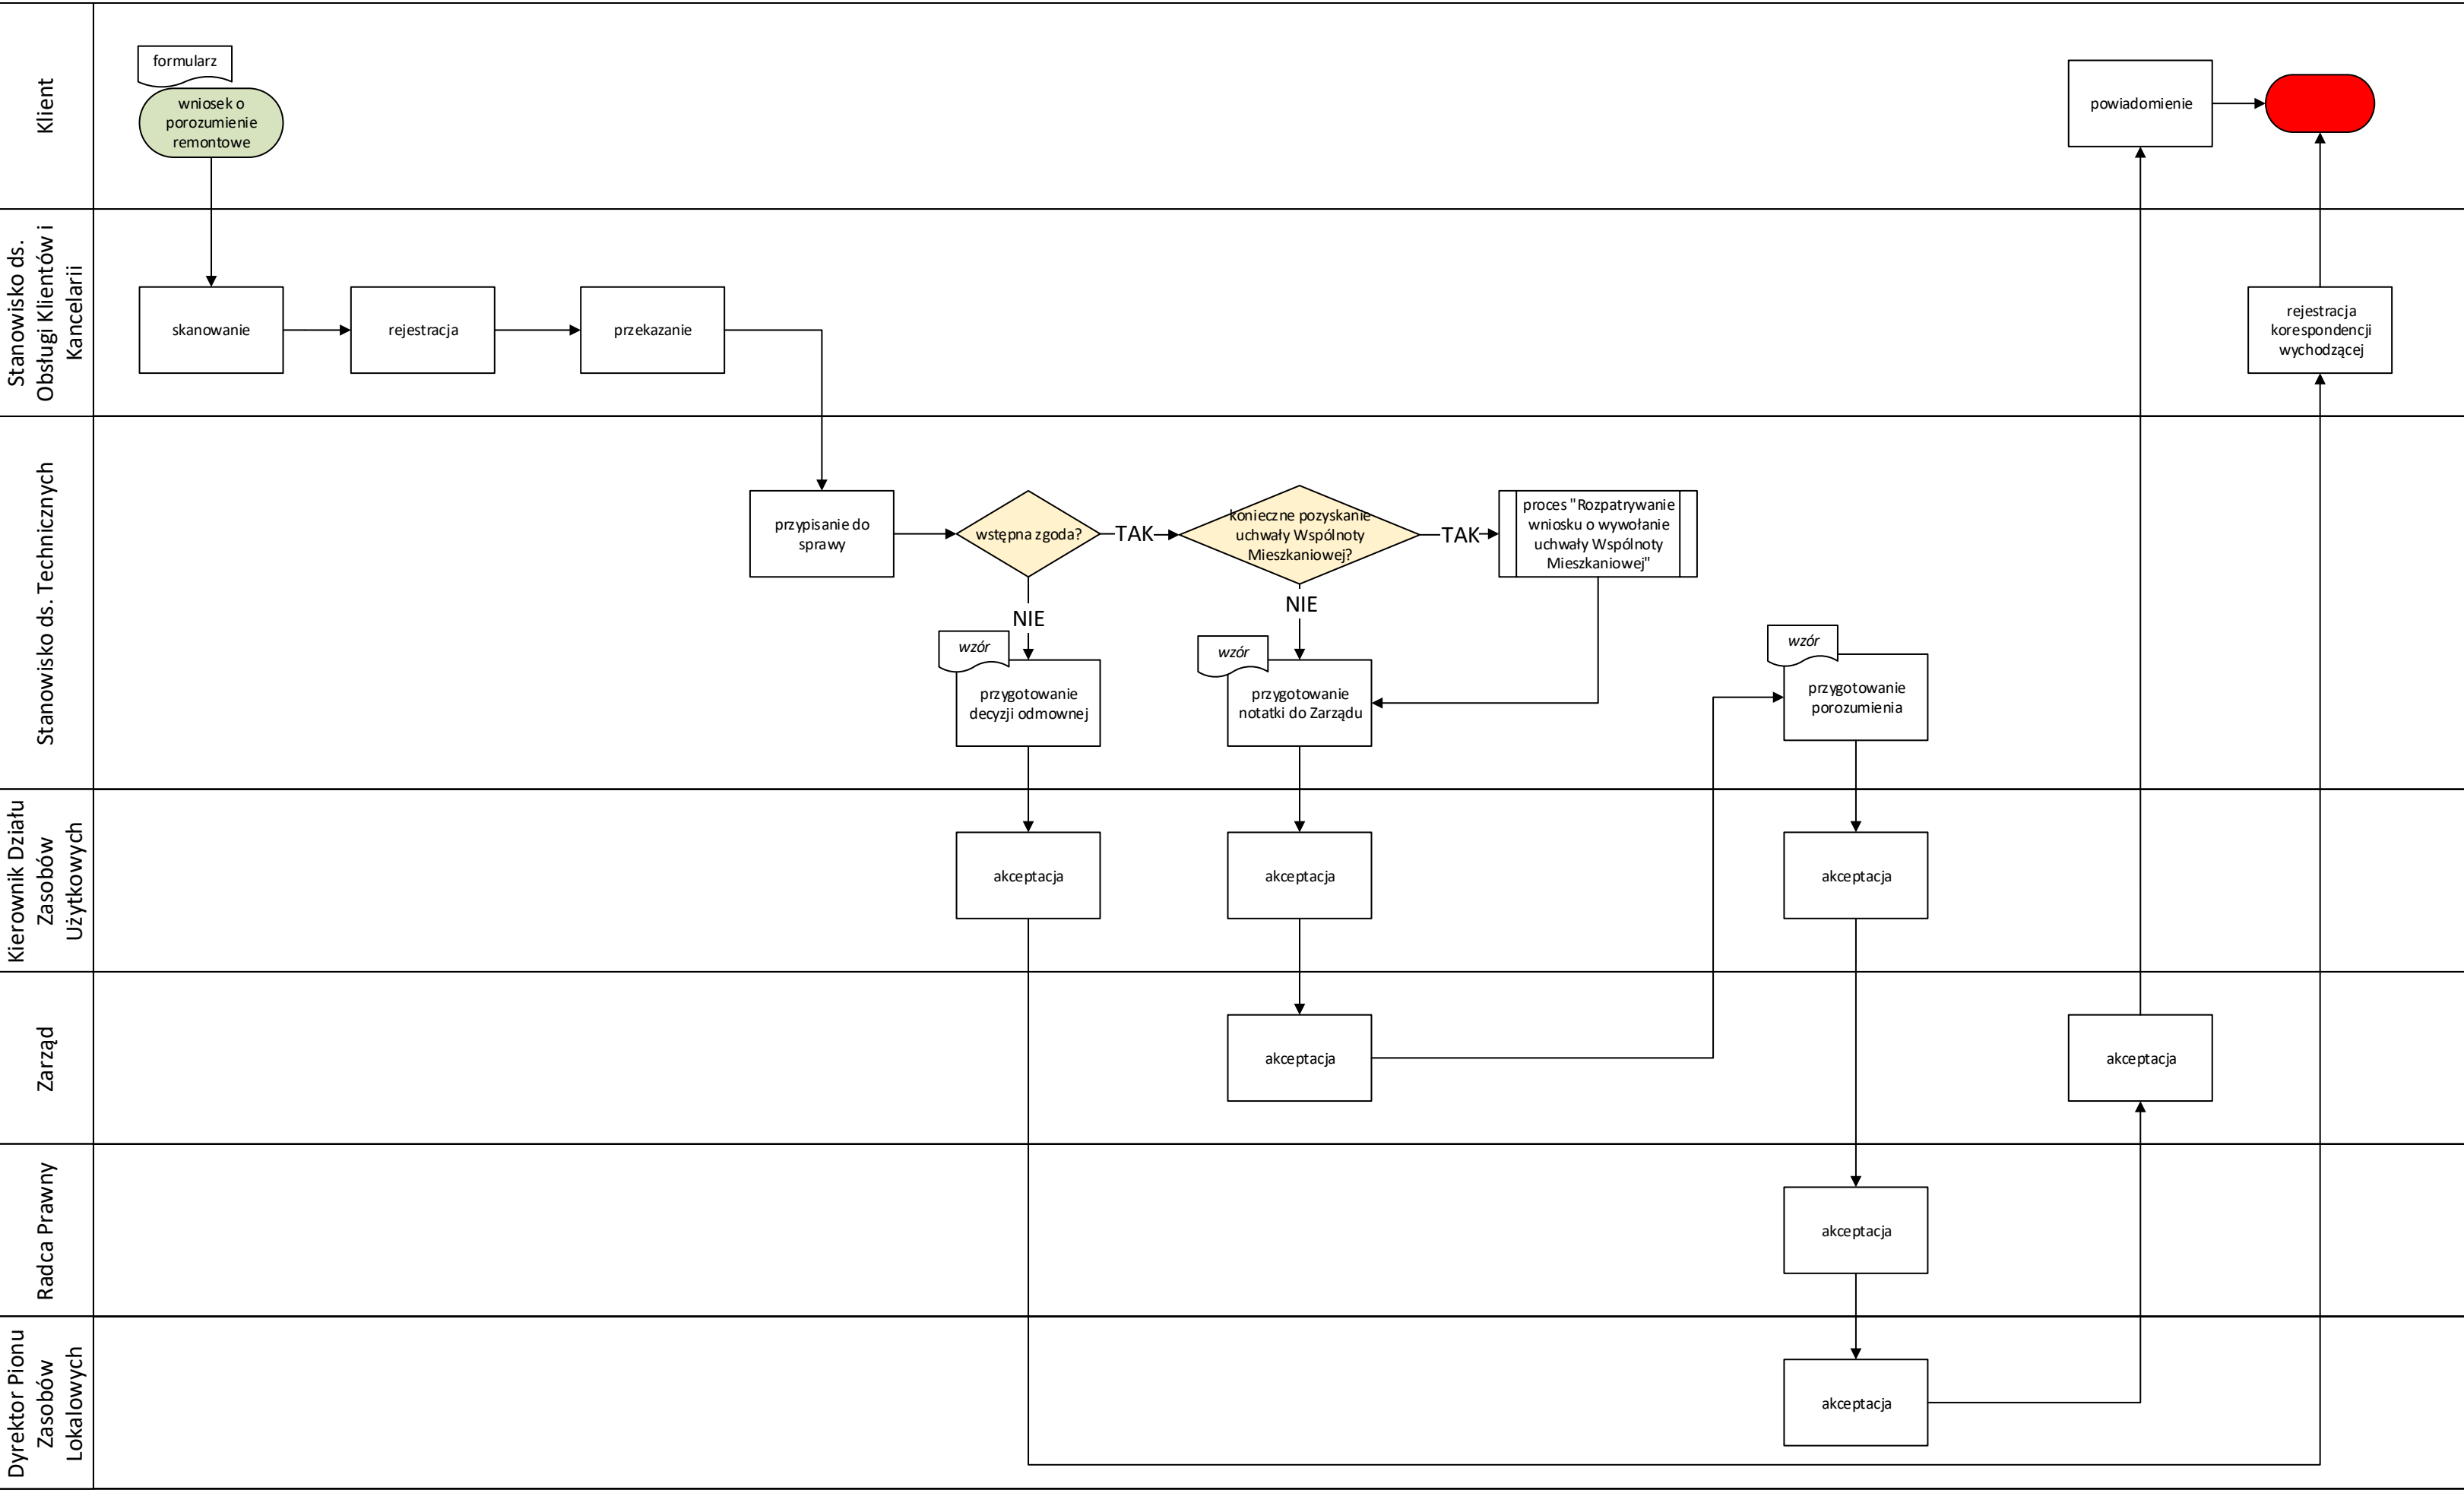 Klient
formularz
wniosek o
porozumienie
remontowe
powiadomienie
Stanowisko ds.
Obsługi Klientów i
Kancelarii
skanowanie
rejestracja
przekazanie
rejestracja
korespondencji
wychodzącej
Stanowisko ds. Technicznych
przypisanie do
sprawy
wstępna zgoda?
TAK
konieczne pozyskanie
uchwały Wspólnoty
Mieszkaniowej?
TAK
proces "Rozpatrywanie
wniosku o wywołanie
uchwały Wspólnoty
Mieszkaniowej"
NIE
NIE
wzór
przygotowanie
decyzji odmownej
wzór
przygotowanie
notatki do Zarządu
wzór
przygotowanie
porozumienia
Kierownik Działu
Zasobów
Użytkowych
akceptacja
akceptacja
akceptacja
Zarząd
akceptacja
akceptacja
Radca Prawny
akceptacja
Dyrektor Pionu
Zasobów
Lokalowych
akceptacja